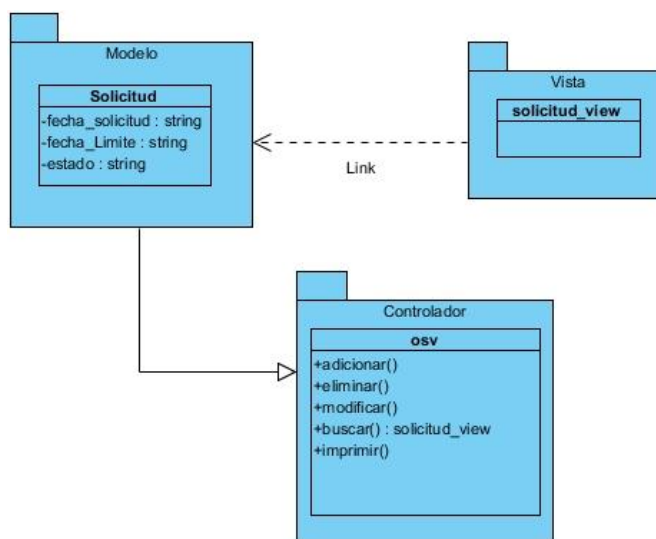 Modelo
Solicitud
-fecha_solicitud : string
-fecha_Limite : string
-estado : string
Vista
solicitud_view
Link
Controlador
osv
+adicionar()
+eliminar()
+modificar()
+buscar() : solicitud_view
+imprimir()